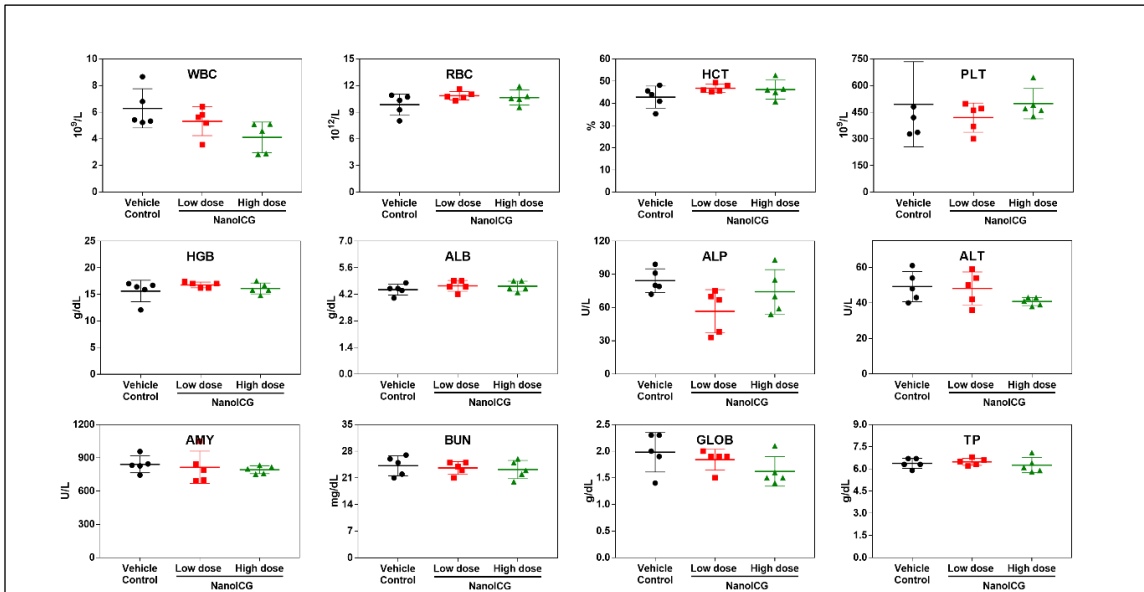 WBC
10⁹/L
10
8
6
4
2
0
Vehicle Control
Low dose
High dose
NanoICG
RBC
10¹²/L
15
12
9
6
3
0
Vehicle Control
Low dose
High dose
NanoICG
HCT
%
60
50
40
30
20
10
0
Vehicle Control
Low dose
High dose
NanoICG
PLT
10⁹/L
750
600
450
300
150
0
Vehicle Control
Low dose
High dose
NanoICG
HGB
g/dL
25
20
15
10
5
0
Vehicle Control
Low dose
High dose
NanoICG
ALB
g/dL
7.0
5.6
4.2
2.8
1.4
0.0
Vehicle Control
Low dose
High dose
NanoICG
ALP
U/L
120
90
60
30
0
Vehicle Control
Low dose
High dose
NanoICG
ALT
U/L
60
40
20
0
Vehicle Control
Low dose
High dose
NanoICG
AMY
U/L
1200
900
600
300
0
Vehicle Control
Low dose
High dose
NanoICG
BUN
mg/dL
35
28
21
14
7
0
Vehicle Control
Low dose
High dose
NanoICG
GLOB
g/dL
2.5
2.0
1.5
1.0
0.5
0.0
Vehicle Control
Low dose
High dose
NanoICG
TP
g/dL
9.0
7.5
6.0
4.5
3.0
1.5
0.0
Vehicle Control
Low dose
High dose
NanoICG